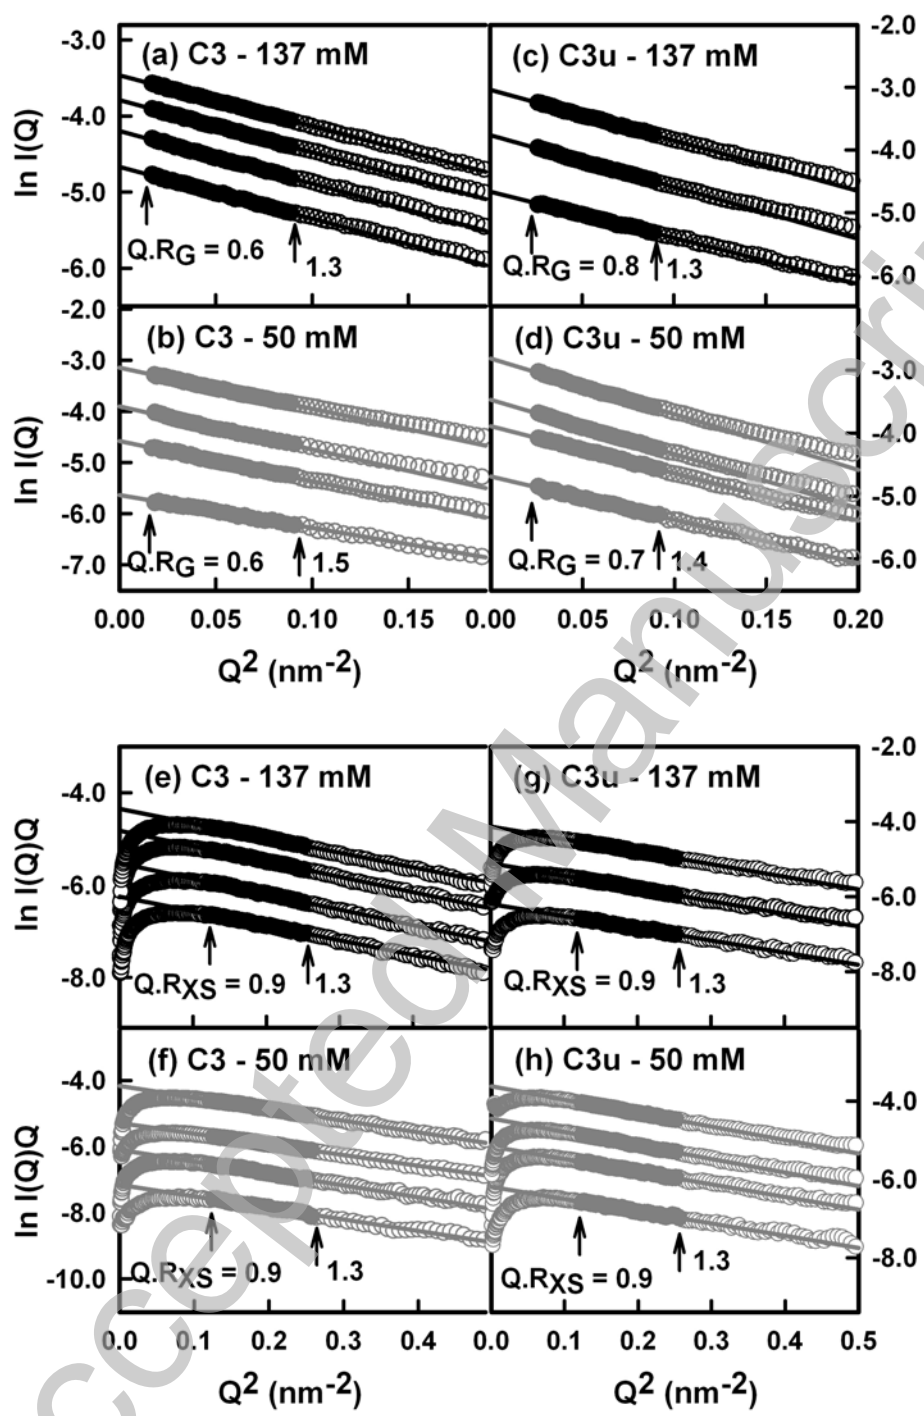 (a) C3 - 137 mM
(c) C3u - 137 mM
-3.0
-4.0
-5.0
-6.0
ln I(Q)
Q.RG = 0.6
1.3
Q.RG = 0.8
1.3
-2.0
-3.0
-4.0
-5.0
-6.0
(b) C3 - 50 mM
(d) C3u - 50 mM
-2.0
-3.0
-4.0
-5.0
-6.0
-7.0
ln I(Q)
Q.RG = 0.6
1.5
Q.RG = 0.7
1.4
-3.0
-4.0
-5.0
-6.0
0.00 0.05 0.10 0.15 0.00 0.05 0.10 0.15 0.20
Q2 (nm-2) Q2 (nm-2)
(e) C3 - 137 mM
(g) C3u - 137 mM
-4.0
-6.0
-8.0
ln I(Q)Q
Q.RXS = 0.9
1.3
Q.RXS = 0.9
1.3
-2.0
-4.0
-6.0
-8.0
(f) C3 - 50 mM
(h) C3u - 50 mM
-4.0
-6.0
-8.0
-10.0
ln I(Q)Q
Q.RXS = 0.9
1.3
Q.RXS = 0.9
1.3
-4.0
-6.0
-8.0
0.0 0.1 0.2 0.3 0.4 0.0 0.1 0.2 0.3 0.4 0.5
Q2 (nm-2) Q2 (nm-2)
ccepted Manuscri